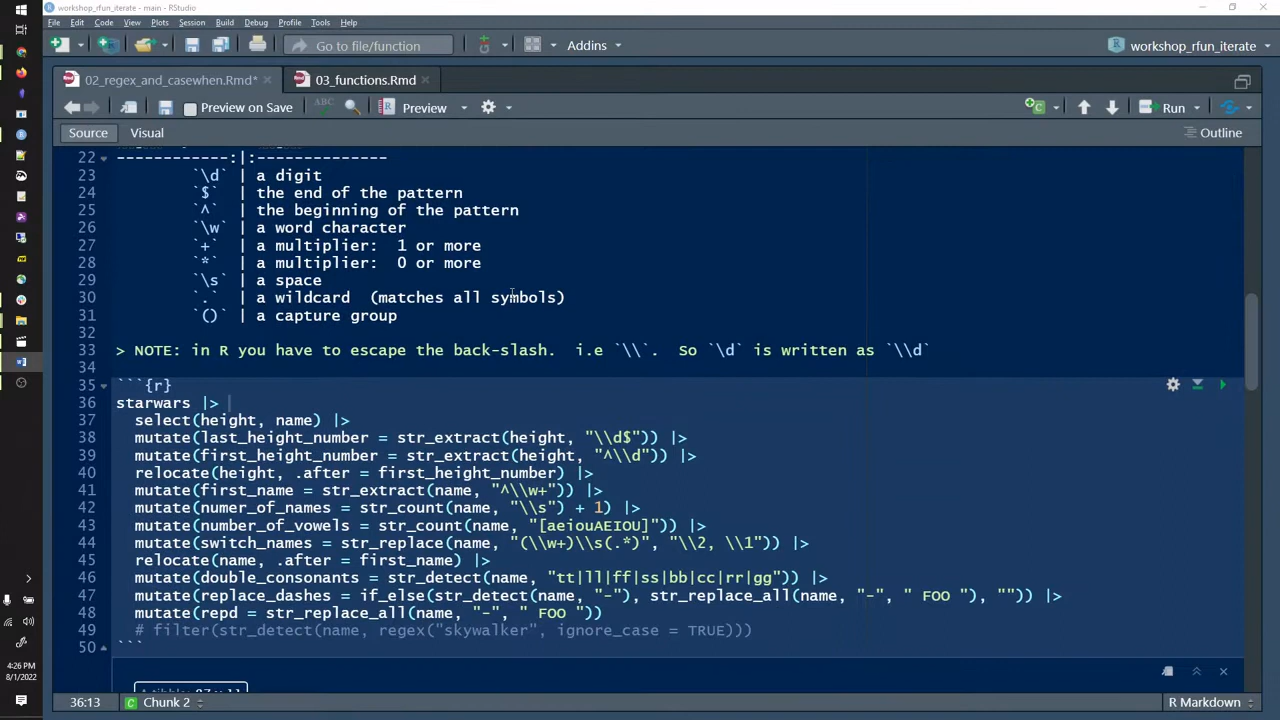 workshop_rfun_iterate - main - RStudio
File Edit Code View Plots Session Build Debug Profile Tools Help
Go to file/function Addins workshop_rfun_iterate
02_regex_and_casewhen.Rmd* 03_functions.Rmd
ABC Preview on Save Preview Run
Source Visual Outline
22 ------------:|:--------------
23 `\d` | a digit
24 `$` | the end of the pattern
25 `^` | the beginning of the pattern
26 `\w` | a word character
27 `+` | a multiplier:  1 or more
28 `*` | a multiplier:  0 or more
29 `\s` | a space
30 `.` | a wildcard  (matches all symbols)
31 `()` | a capture group
32
33 > NOTE: in R you have to escape the back-slash.  i.e `\\`.  So `\d` is written as `\\d`
34
35 ```{r}
36 starwars |>
37   select(height, name) |>
38   mutate(last_height_number = str_extract(height, "\\d$")) |>
39   mutate(first_height_number = str_extract(height, "^\\d")) |>
40   relocate(height, .after = first_height_number) |>
41   mutate(first_name = str_extract(name, "^\\w+")) |>
42   mutate(numer_of_names = str_count(name, "\\s") + 1) |>
43   mutate(number_of_vowels = str_count(name, "[aeiouAEIOU]")) |>
44   mutate(switch_names = str_replace(name, "(\\w+)\\s(.*)", "\\2, \\1")) |>
45   relocate(name, .after = first_name) |>
46   mutate(double_consonants = str_detect(name, "tt|ll|ff|ss|bb|cc|rr|gg")) |>
47   mutate(replace_dashes = if_else(str_detect(name, "-"), str_replace_all(name, "-", " FOO "), "")) |>
48   mutate(repd = str_replace_all(name, "-", " FOO "))
49   # filter(str_detect(name, regex("skywalker", ignore_case = TRUE)))
50 ```
36:13 Chunk 2 R Markdown
4:26 PM
8/1/2022